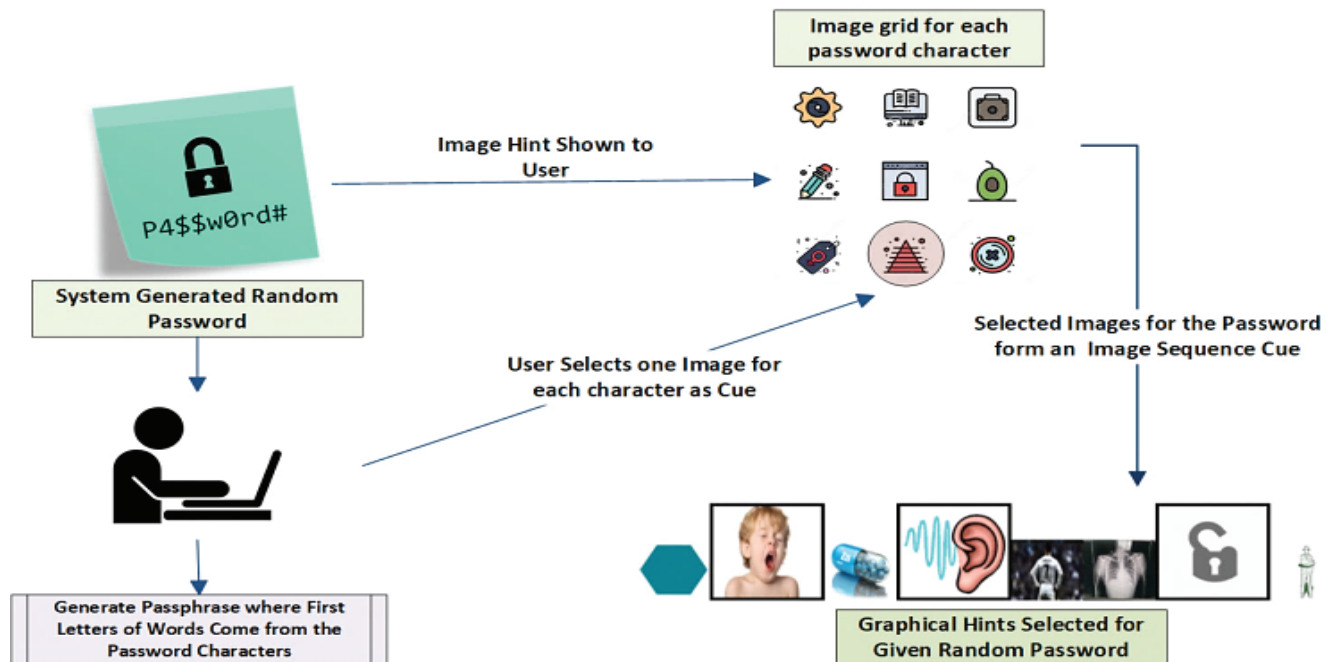 Image grid for each
password character
Image Hint Shown to
User
P4$$w0rd#
System Generated Random
Password
User Selects one Image for
each character as Cue
Selected Images for the Password
form an Image Sequence Cue
Generate Passphrase where First
Letters of Words Come from the
Password Characters
Zn
7
Graphical Hints Selected for
Given Random Password